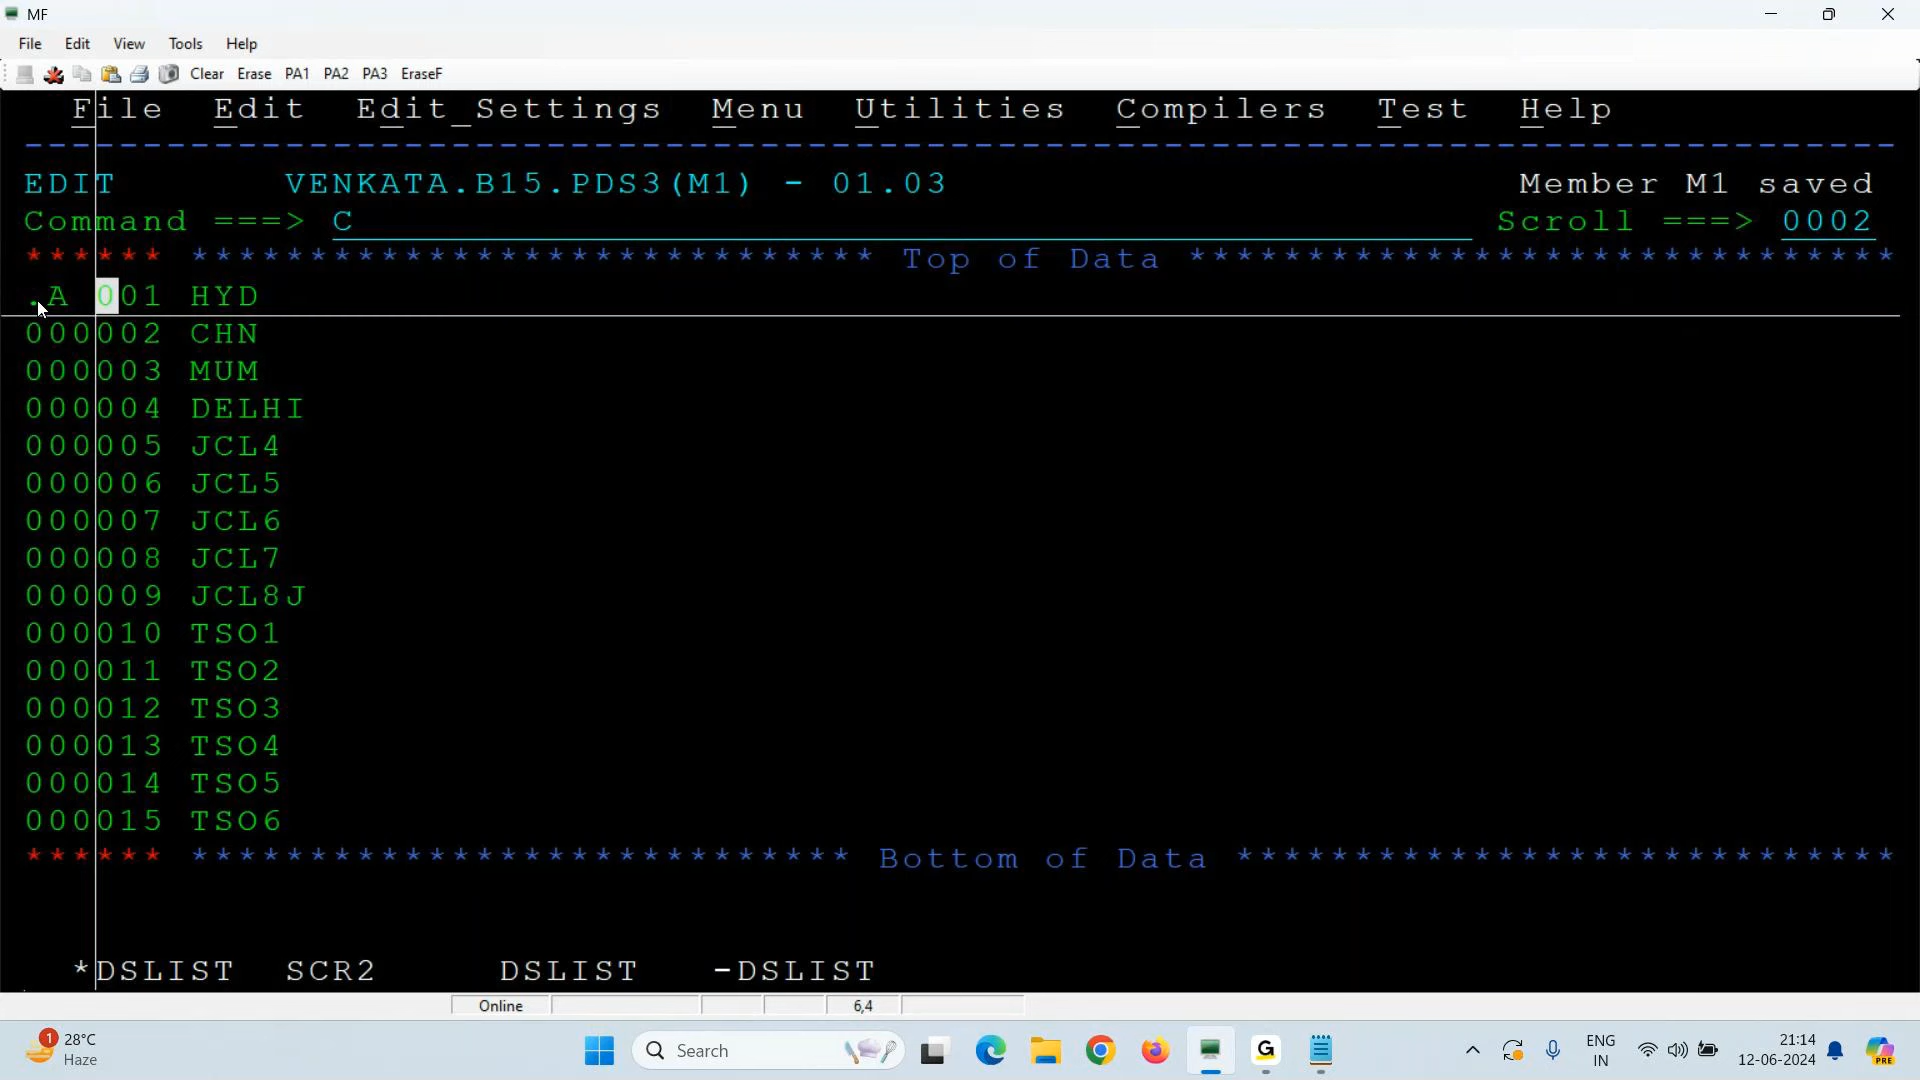 MF
File Edit View Tools Help
Clear Erase PA1 PA2 PA3 EraseF
File Edit Edit_Settings Menu Utilities Compilers Test Help
--------------------------------------------------------------------------------
EDIT VENKATA.B15.PDS3(M1) - 01.03 Member M1 saved
Command ===> C Scroll ===> 0002
****** ***************************** Top of Data ******************************
.A 001 HYD
000002 CHN
000003 MUM
000004 DELHI
000005 JCL4
000006 JCL5
000007 JCL6
000008 JCL7
000009 JCL8J
000010 TSO1
000011 TSO2
000012 TSO3
000013 TSO4
000014 TSO5
000015 TSO6
****** **************************** Bottom of Data ****************************
*DSLIST SCR2 DSLIST -DSLIST
Online 6,4
1 28°C
Haze
Search
ENG
IN
21:14
12-06-2024
PRE